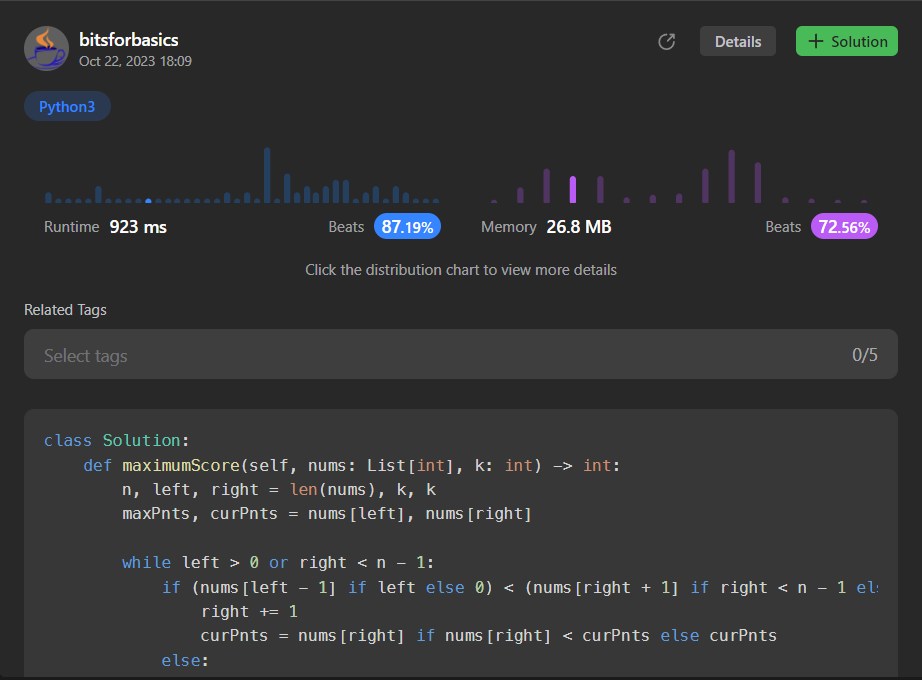 bitsforbasics
Oct 22, 2023 18:09
Details
+ Solution
Python3
Runtime 923 ms Beats 87.19%
Memory 26.8 MB Beats 72.56%
Click the distribution chart to view more details
Related Tags
Select tags 0/5
class Solution:
    def maximumScore(self, nums: List[int], k: int) -> int:
        n, left, right = len(nums), k, k
        maxPnts, curPnts = nums[left], nums[right]
        while left > 0 or right < n - 1:
            if (nums[left - 1] if left else 0) < (nums[right + 1] if right < n - 1 els
                right += 1
                curPnts = nums[right] if nums[right] < curPnts else curPnts
            else: